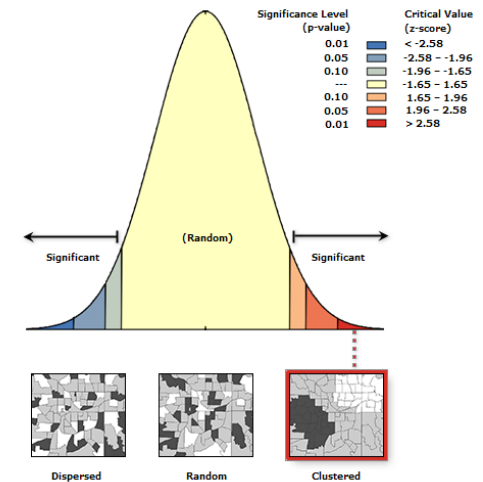 Significance Level Critical Value
(p-value) (z-score)
0.01 < -2.58
0.05 -2.58 – -1.96
0.10 -1.96 – -1.65
--- -1.65 – 1.65
0.10 1.65 – 1.96
0.05 1.96 – 2.58
0.01 > 2.58
(Random)
Significant Significant
Dispersed Random Clustered